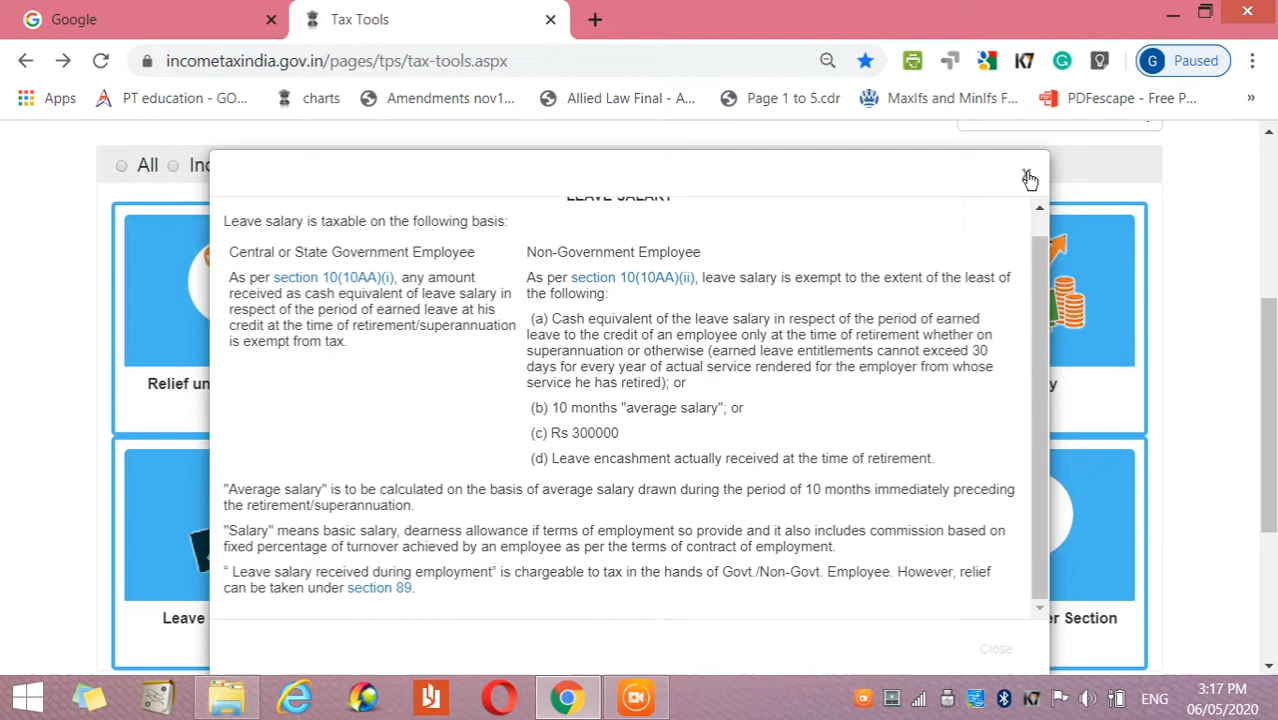 Google
Tax Tools
incometaxindia.gov.in/pages/tps/tax-tools.aspx
G
Paused
Apps
PT education - GO...
charts
Amendments nov1...
Allied Law Final - A...
Page 1 to 5.cdr
MaxIfs and MinIfs F...
PDFescape - Free P...
»
All
LEAVE SALARY
Leave salary is taxable on the following basis:
Central or State Government Employee
As per section 10(10AA)(i), any amount
received as cash equivalent of leave salary in
respect of the period of earned leave at his
credit at the time of retirement/superannuation
is exempt from tax.
Non-Government Employee
As per section 10(10AA)(ii), leave salary is exempt to the extent of the least of
the following:
(a) Cash equivalent of the leave salary in respect of the period of earned
leave to the credit of an employee only at the time of retirement whether on
superannuation or otherwise (earned leave entitlements cannot exceed 30
days for every year of actual service rendered for the employer from whose
service he has retired); or
(b) 10 months "average salary"; or
(c) Rs 300000
(d) Leave encashment actually received at the time of retirement.
"Average salary" is to be calculated on the basis of average salary drawn during the period of 10 months immediately preceding
the retirement/superannuation.
"Salary" means basic salary, dearness allowance if terms of employment so provide and it also includes commission based on
fixed percentage of turnover achieved by an employee as per the terms of contract of employment.
“ Leave salary received during employment” is chargeable to tax in the hands of Govt./Non-Govt. Employee. However, relief
can be taken under section 89.
Close
Relief
Leave
Section
K7
ENG
3:17 PM
06/05/2020